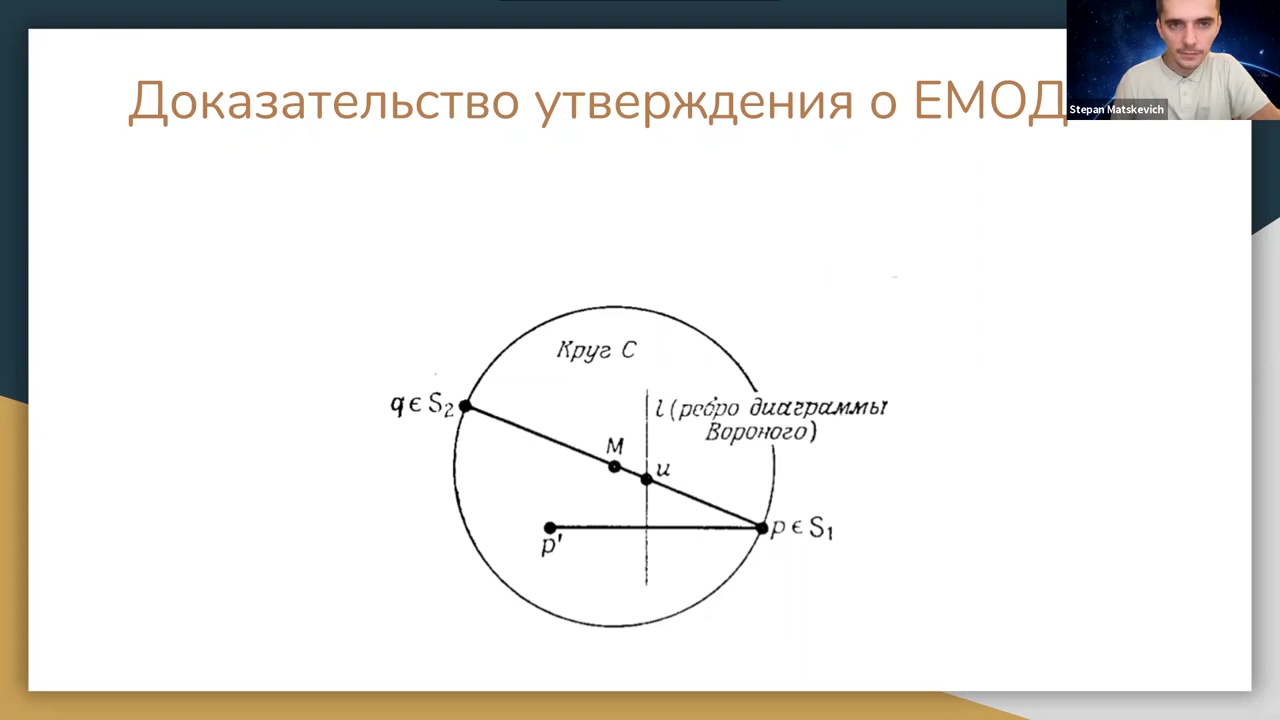 Доказательство утверждения о ЕМОД
Stepan Matskevich
Круг C
q ϵ S₂
l (ребро диаграммы
Вороного)
M
u
p'
p ϵ S₁